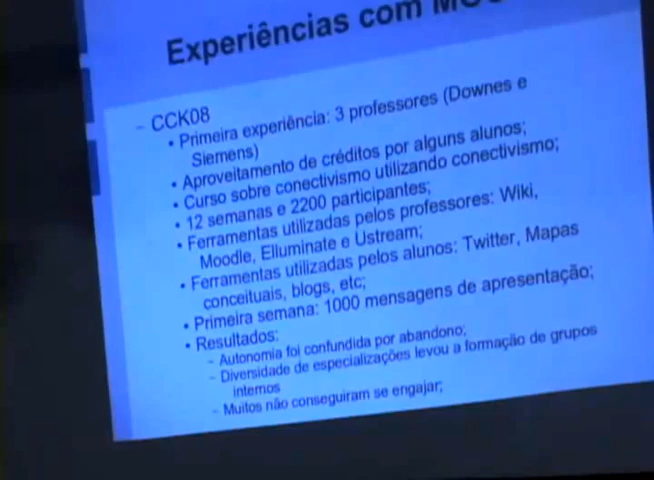 Experiências com
– CCK08
• Primeira experiência: 3 professores (Downes e
Siemens)
• Aproveitamento de créditos por alguns alunos;
• Curso sobre conectivismo utilizando conectivismo;
• 12 semanas e 2200 participantes;
• Ferramentas utilizadas pelos professores: Wiki,
Moodle, Elluminate e Ustream;
• Ferramentas utilizadas pelos alunos: Twitter, Mapas
conceituais, blogs, etc;
• Primeira semana: 1000 mensagens de apresentação;
• Resultados:
– Autonomia foi confundida por abandono;
– Diversidade de especializações levou a formação de grupos
internos
– Muitos não conseguiram se engajar;